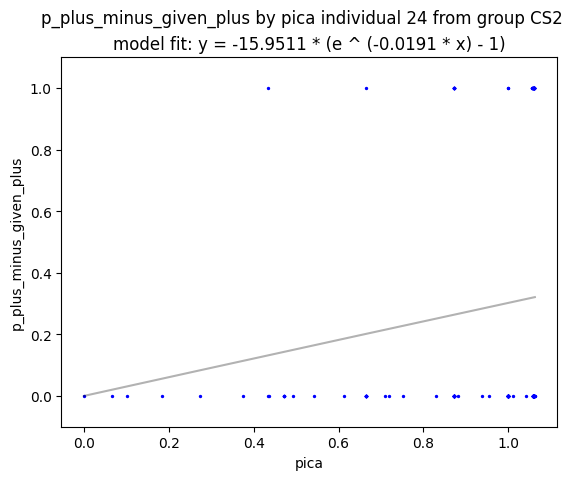 p_plus_minus_given_plus by pica individual 24 from group CS2
model fit: y = -15.9511 * (e ^ (-0.0191 * x) - 1)
1.0
0.8
0.6
0.4
0.2
0.0
p_plus_minus_given_plus
0.0 0.2 0.4 0.6 0.8 1.0
pica